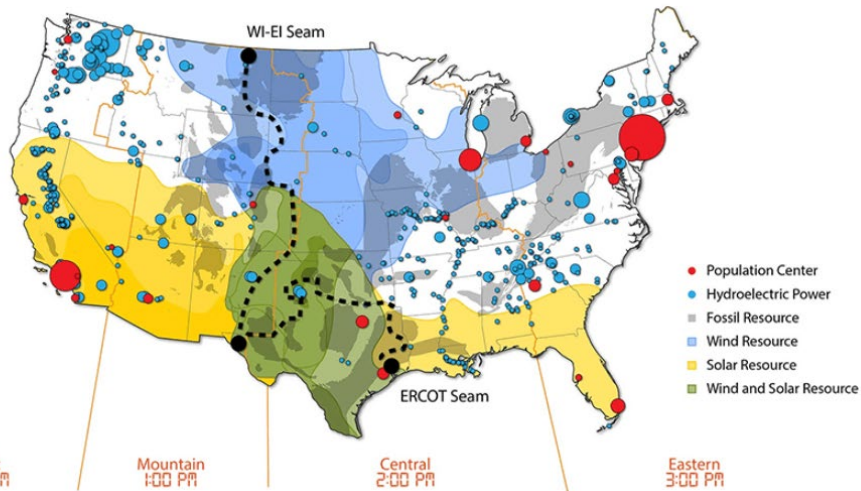 WI-EI Seam
Population Center
Hydroelectric Power
Fossil Resource
Wind Resource
Solar Resource
Wind and Solar Resource
ERCOT Seam
Mountain
1:00 PM
Central
2:00 PM
Eastern
3:00 PM
M